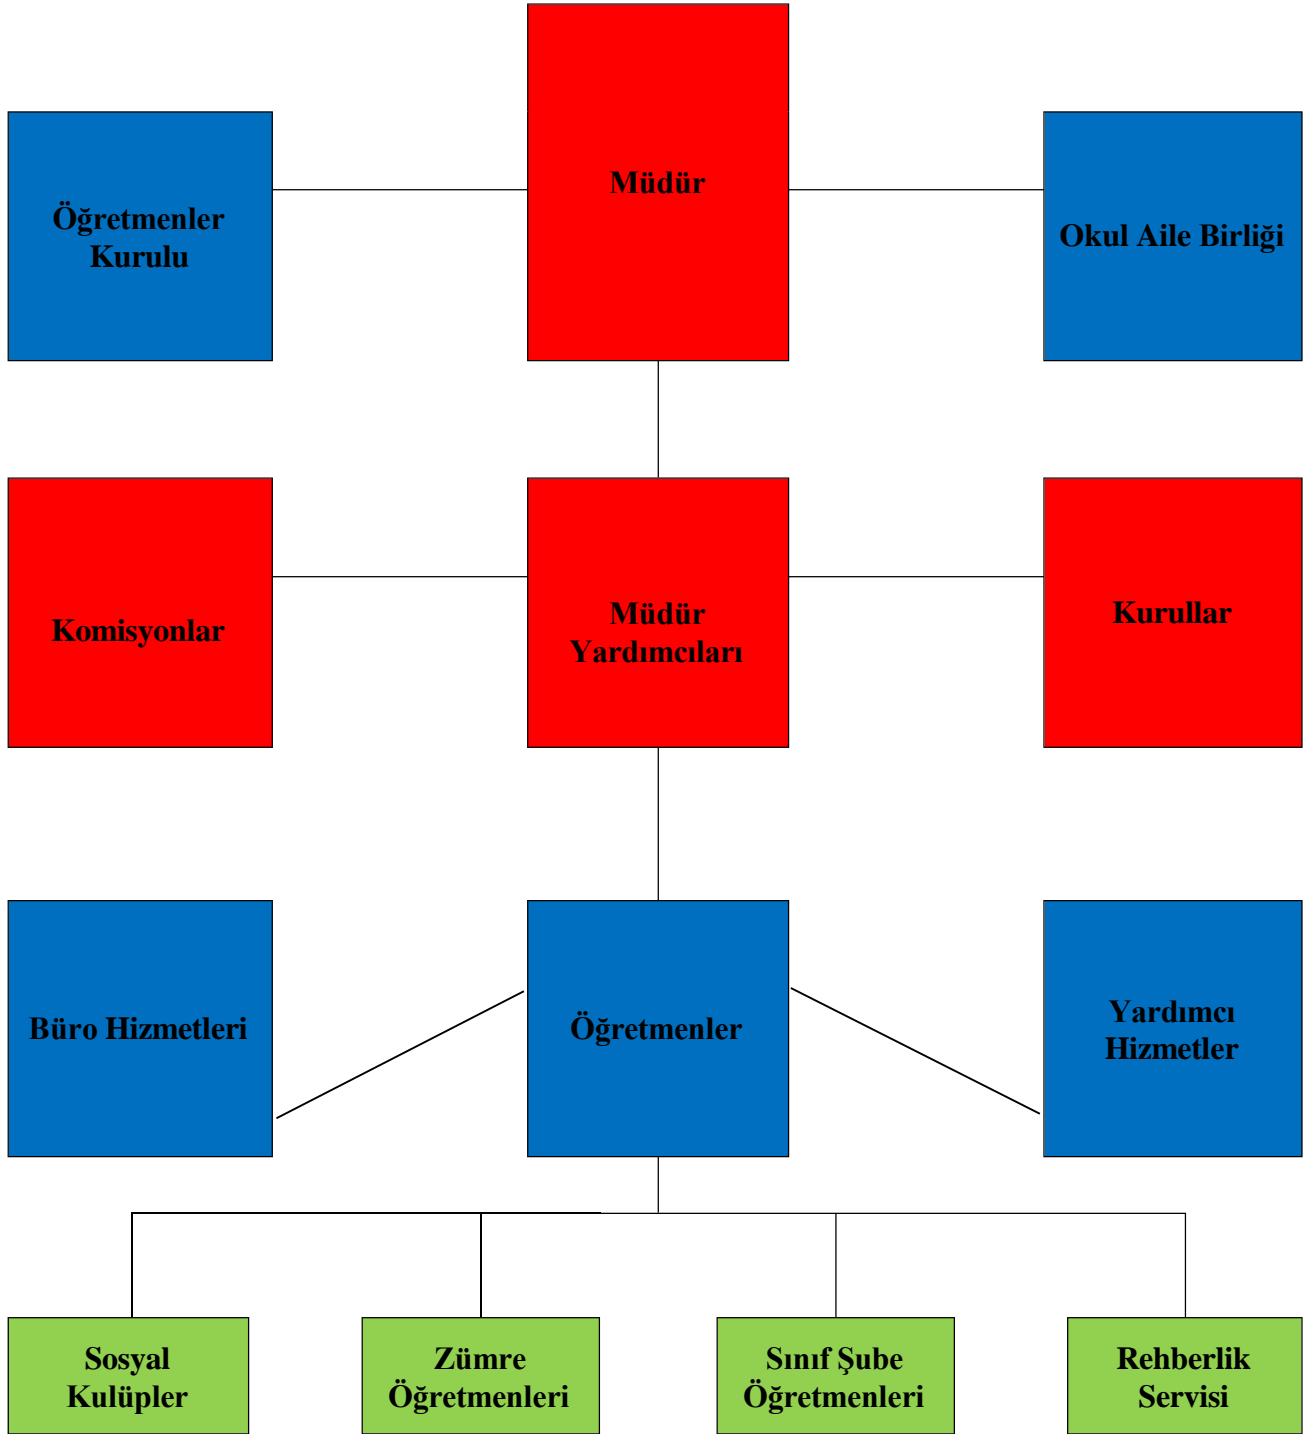 Müdür
Öğretmenler
Kurulu
Okul Aile Birliği
Komisyonlar
Müdür
Yardımcıları
Kurullar
Büro Hizmetleri
Öğretmenler
Yardımcı
Hizmetler
Sosyal
Kulüpler
Zümre
Öğretmenleri
Sınıf Şube
Öğretmenleri
Rehberlik
Servisi